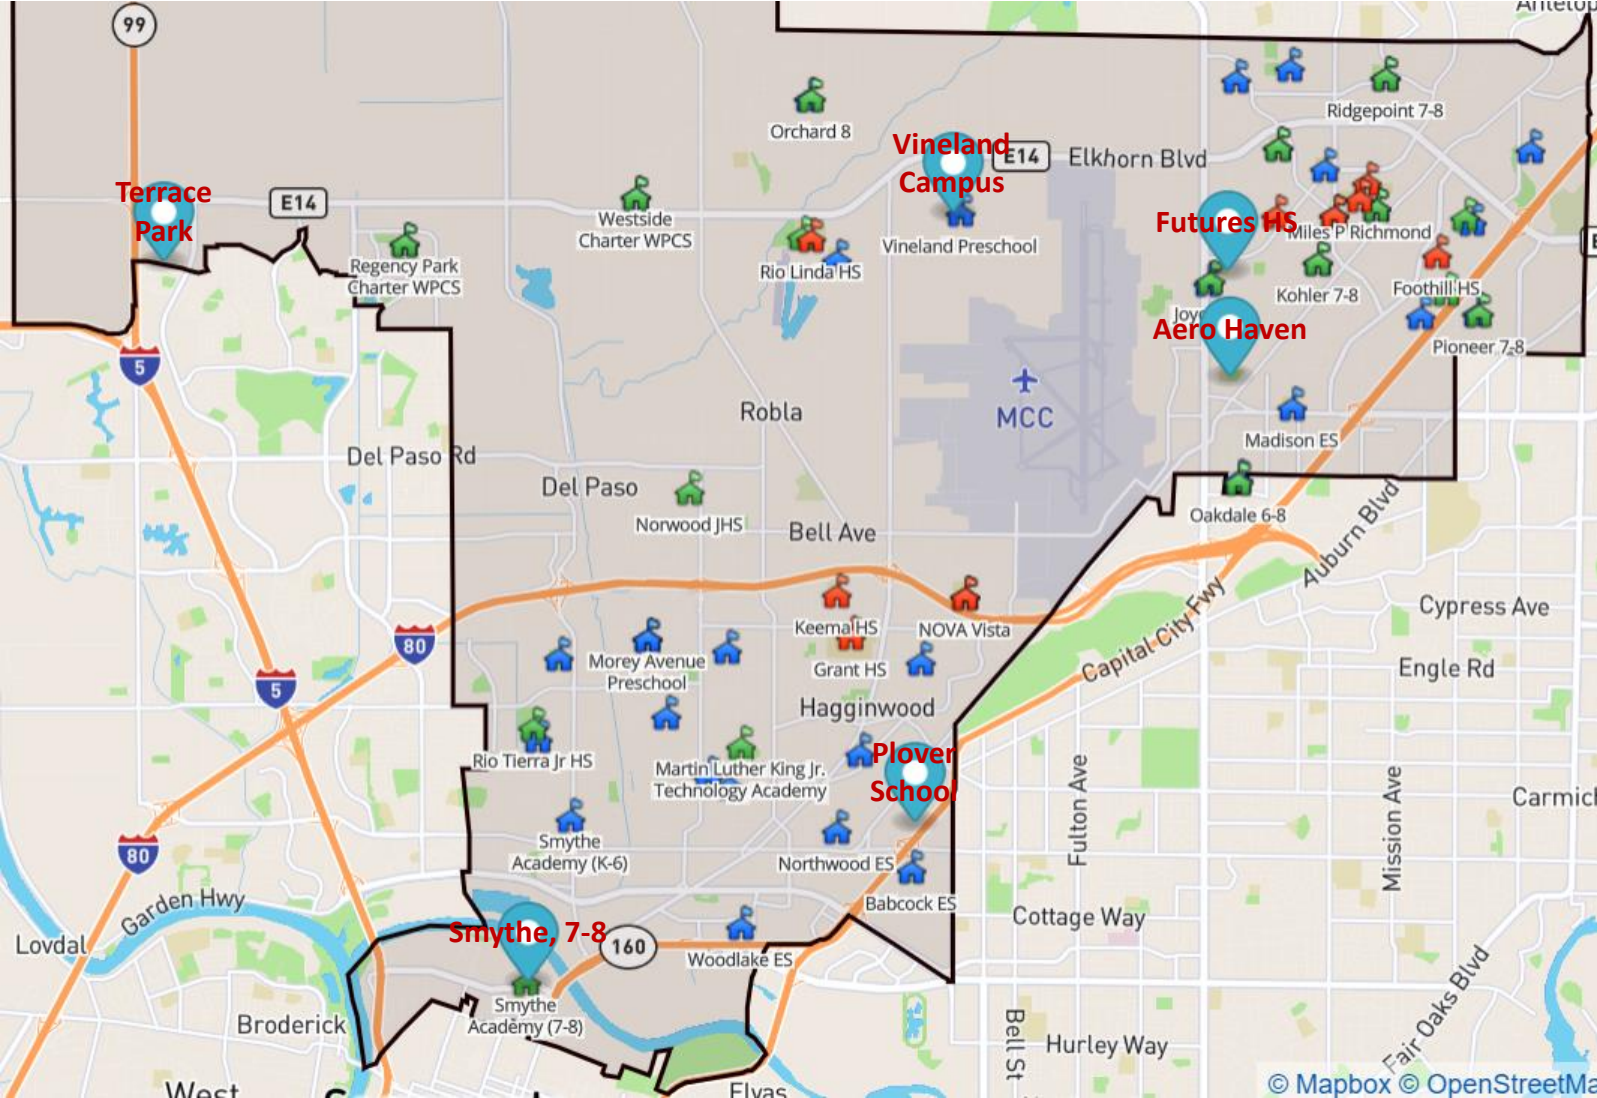 Antelop
99
Ridgepoint 7-8
Orchard 8
Vineland
Campus
E14
Elkhorn Blvd
Terrace
Park
E14
Westside
Charter WPCS
Vineland Preschool
Futures HS
Miles P Richmond
Regency Park
Charter WPCS
Rio Linda HS
Kohler 7-8
Foothill HS
Joyc
Aero Haven
Pioneer 7-8
5
MCC
Robla
Madison ES
Del Paso Rd
Del Paso
Norwood JHS
Bell Ave
Oakdale 6-8
Auburn Blvd
Capital City Fwy
Cypress Ave
Keema HS
NOVA Vista
80
Morey Avenue
Preschool
Grant HS
Engle Rd
5
Hagginwood
Rio Tierra Jr HS
Martin Luther King Jr.
Technology Academy
Plover
School
Fulton Ave
Mission Ave
Carmich
80
Smythe
Academy (K-6)
Northwood ES
Babcock ES
Garden Hwy
Lovdal
Smythe, 7-8
160
Woodlake ES
Cottage Way
Smythe
Academy (7-8)
Broderick
Bell St
Hurley Way
Fair Oaks Blvd
West
Elvas
© Mapbox © OpenStreetMa